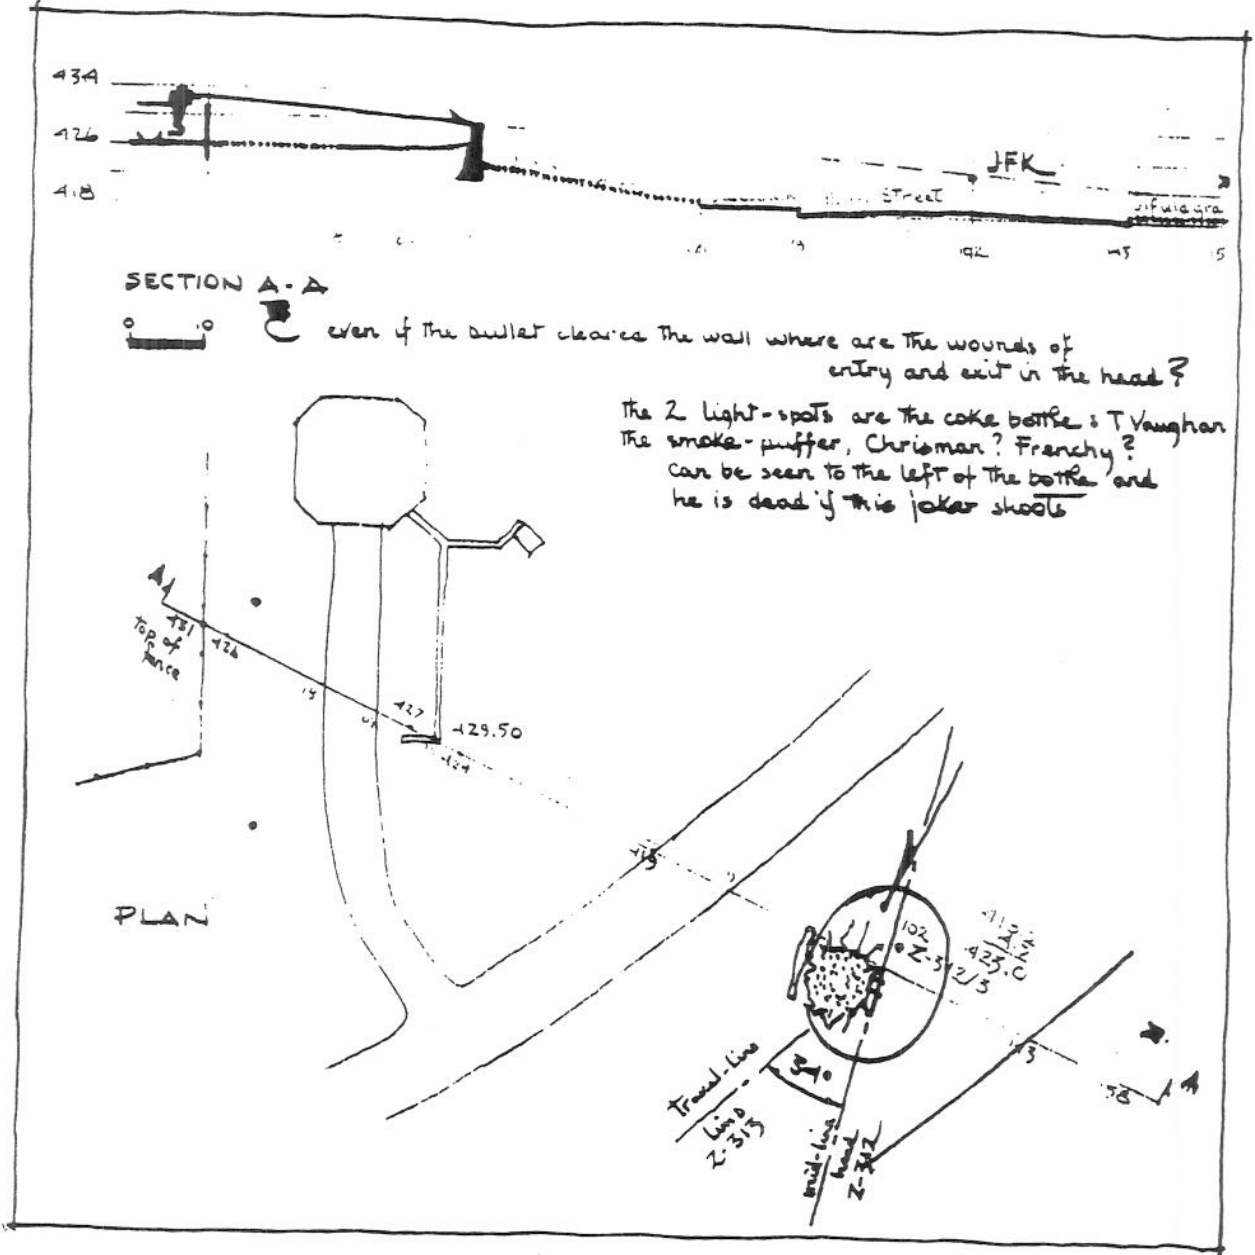 434
426
418
JFK
street
SECTION A-A
even if the bullet cleared the wall where are the wounds of
entry and exit in the head?
the 2 light-spots are the coke bottle & T Vaughan
the smoke-puffer, Chrisman? Frenchy?
can be seen to the left of the bottle and
he is dead if this joker shoots
A
431
top of
fence
426
427
429.50
424
419
PLAN
102
Z-312/3
423.0
34°
travel-line
limo
Z-313
mid-line
head
Z-312
A